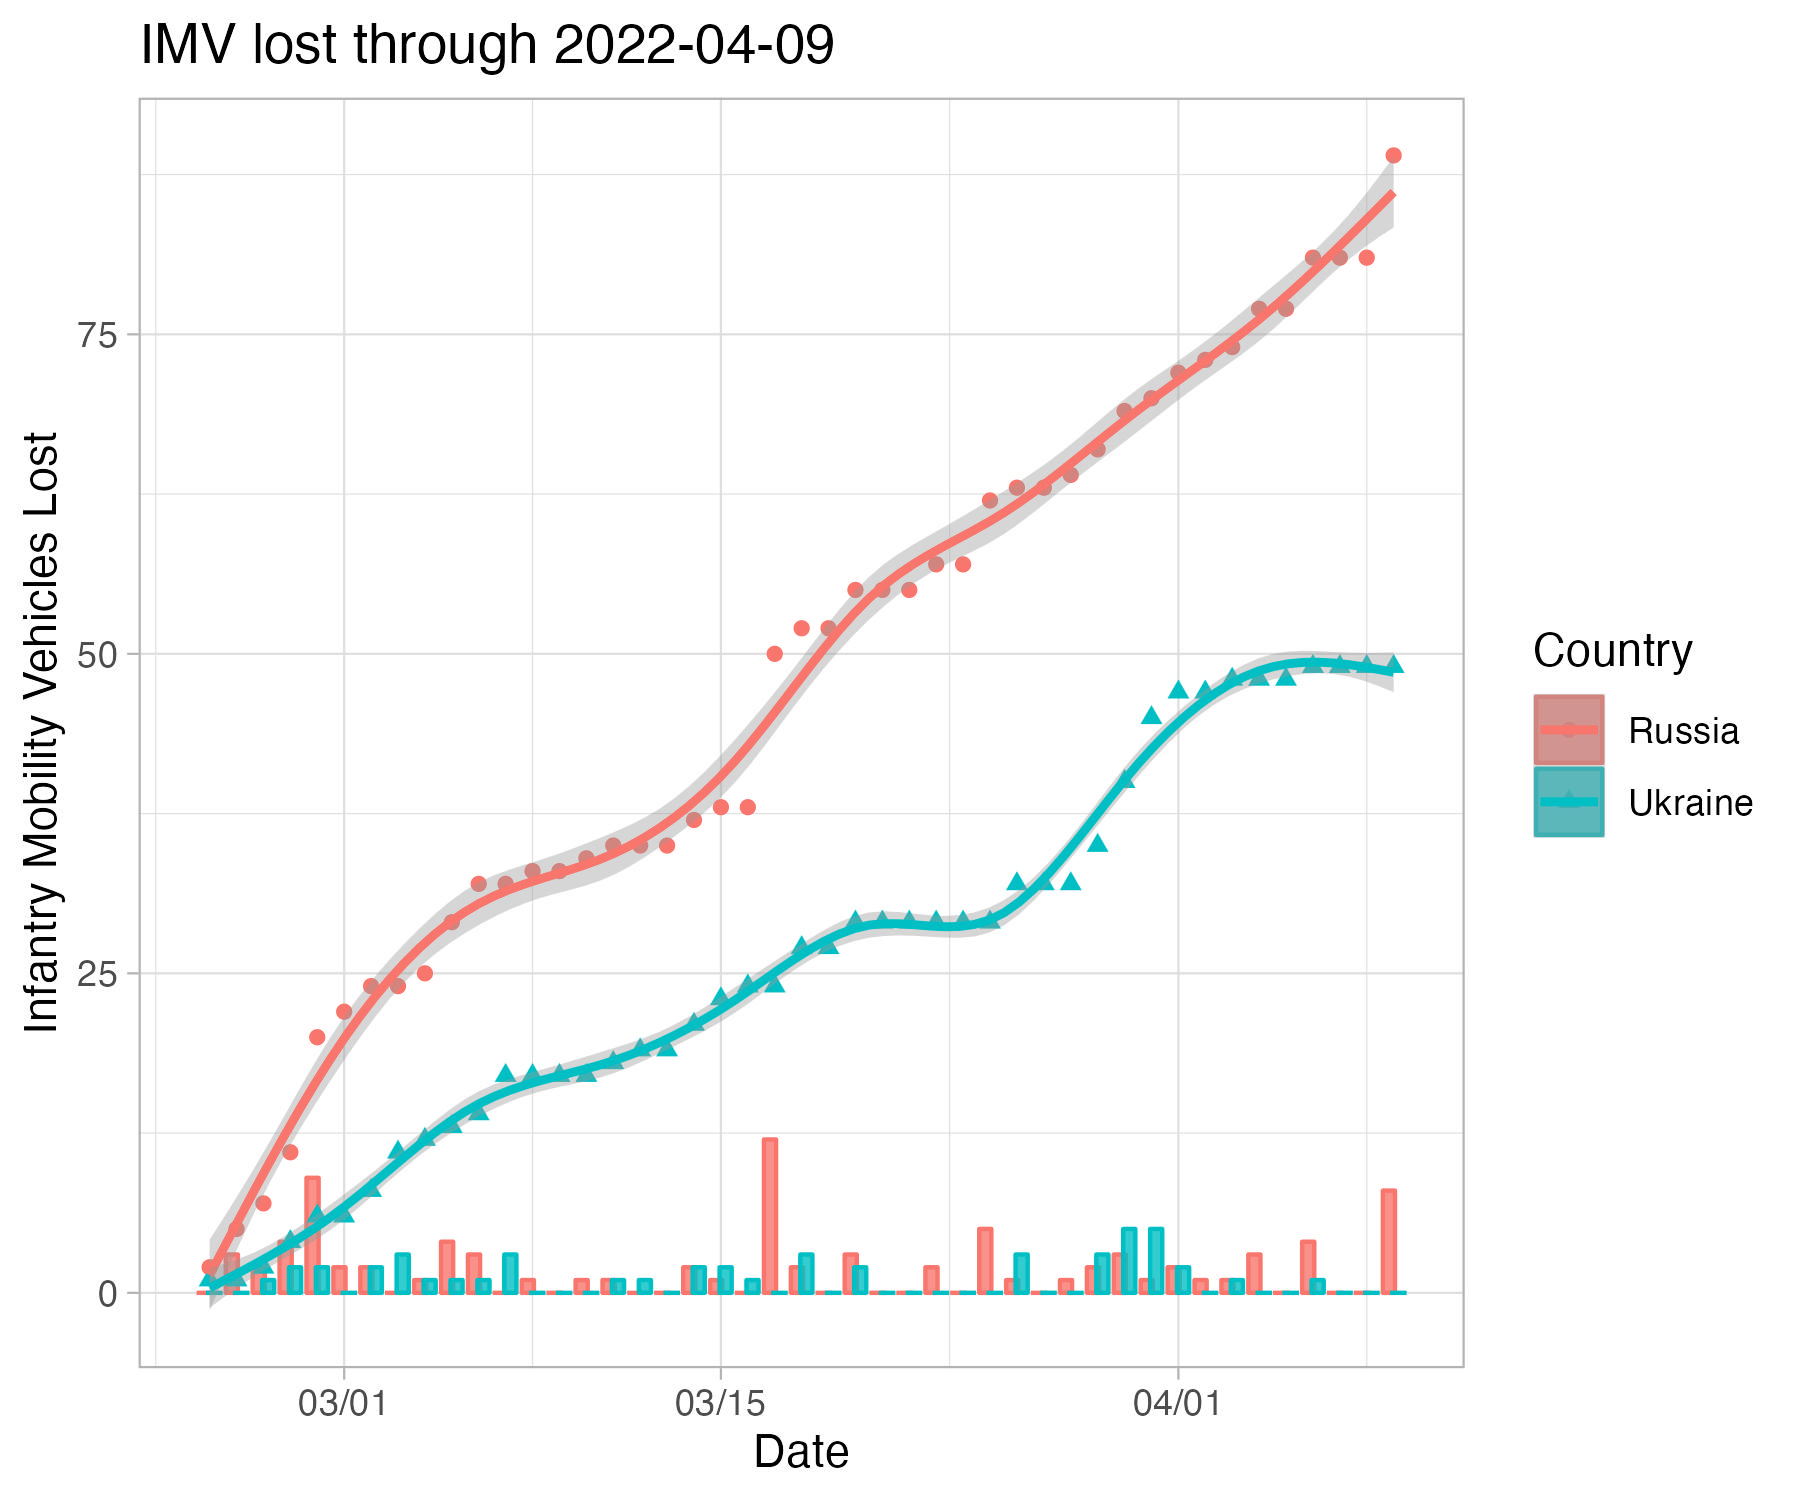 IMV lost through 2022-04-09
Infantry Mobility Vehicles Lost
75
50
25
0
03/01
03/15
04/01
Date
Country
Russia
Ukraine